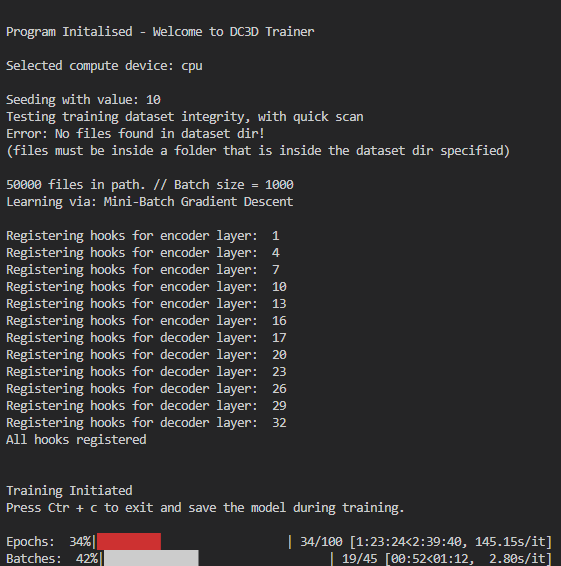 Program Initalised - Welcome to DC3D Trainer
Selected compute device: cpu
Seeding with value: 10
Testing training dataset integrity, with quick scan
Error: No files found in dataset dir!
(files must be inside a folder that is inside the dataset dir specified)
50000 files in path. // Batch size = 1000
Learning via: Mini-Batch Gradient Descent
Registering hooks for encoder layer:  1
Registering hooks for encoder layer:  4
Registering hooks for encoder layer:  7
Registering hooks for encoder layer:  10
Registering hooks for encoder layer:  13
Registering hooks for encoder layer:  16
Registering hooks for decoder layer:  17
Registering hooks for decoder layer:  20
Registering hooks for decoder layer:  23
Registering hooks for decoder layer:  26
Registering hooks for decoder layer:  29
Registering hooks for decoder layer:  32
All hooks registered
Training Initiated
Press Ctr + c to exit and save the model during training.
Epochs:  34%| | 34/100 [1:23:24<2:39:40, 145.15s/it]
Batches:  42%| | 19/45 [00:52<01:12,  2.80s/it]